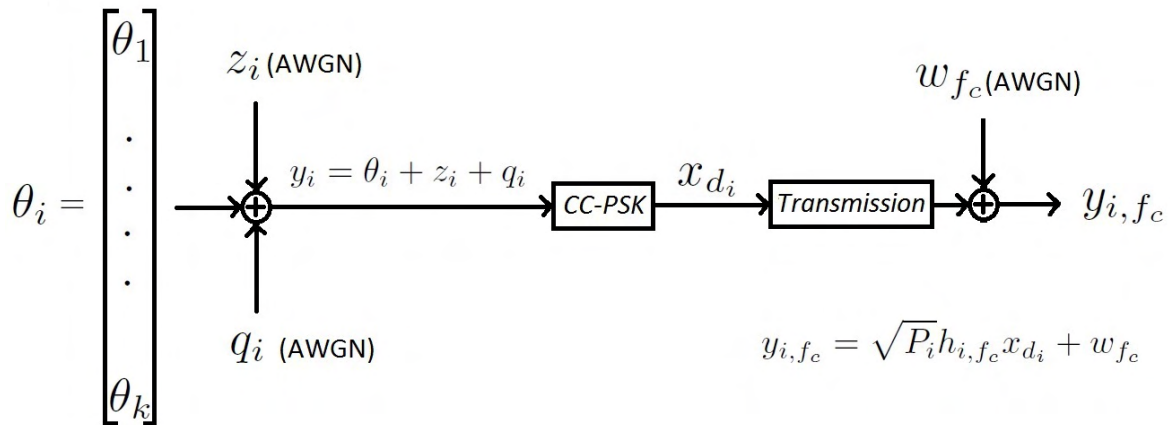 z_i (AWGN)
w_{f_c} (AWGN)
θ_i = [θ_1 . . . . θ_k]
y_i = θ_i + z_i + q_i
CC-PSK
x_{d_i}
Transmission
y_{i,f_c}
q_i (AWGN)
y_{i,f_c} = √P_i h_{i,f_c} x_{d_i} + w_{f_c}